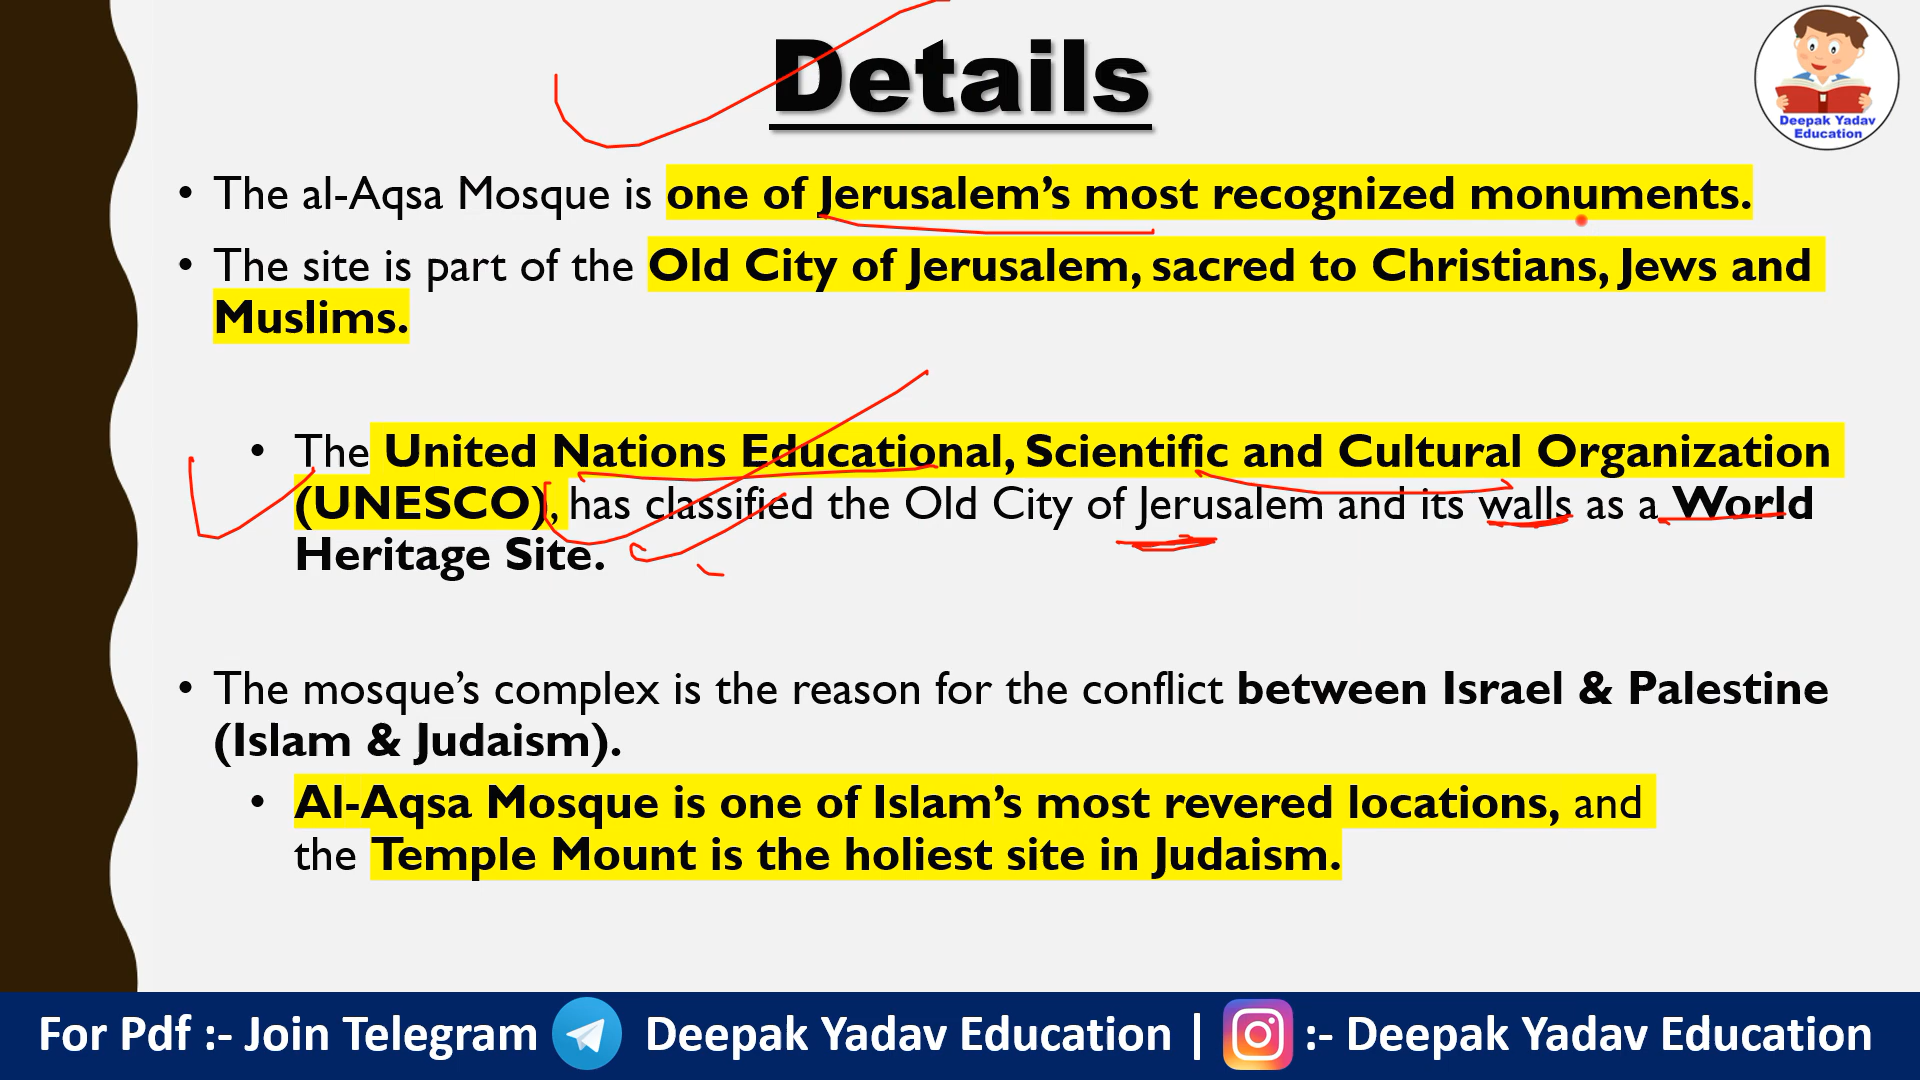 Details
Deepak Yadav
Education
• The al-Aqsa Mosque is one of Jerusalem’s most recognized monuments.
• The site is part of the Old City of Jerusalem, sacred to Christians, Jews and
Muslims.
• The United Nations Educational, Scientific and Cultural Organization
(UNESCO), has classified the Old City of Jerusalem and its walls as a World
Heritage Site.
• The mosque’s complex is the reason for the conflict between Israel & Palestine
(Islam & Judaism).
• Al-Aqsa Mosque is one of Islam’s most revered locations, and
the Temple Mount is the holiest site in Judaism.
For Pdf :- Join Telegram Deepak Yadav Education | :- Deepak Yadav Education